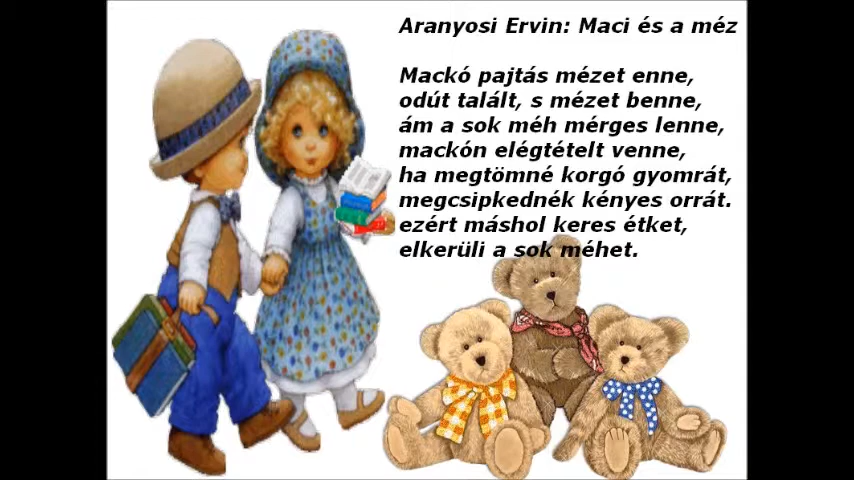 Aranyosi Ervin: Maci és a méz
Mackó pajtás mézet enne,
odút talált, s mézet benne,
ám a sok méh mérges lenne,
mackón elégtételt venne,
ha megtömné korgó gyomrát,
megcsipkednék kényes orrát.
ezért máshol keres étket,
elkerüli a sok méhet.